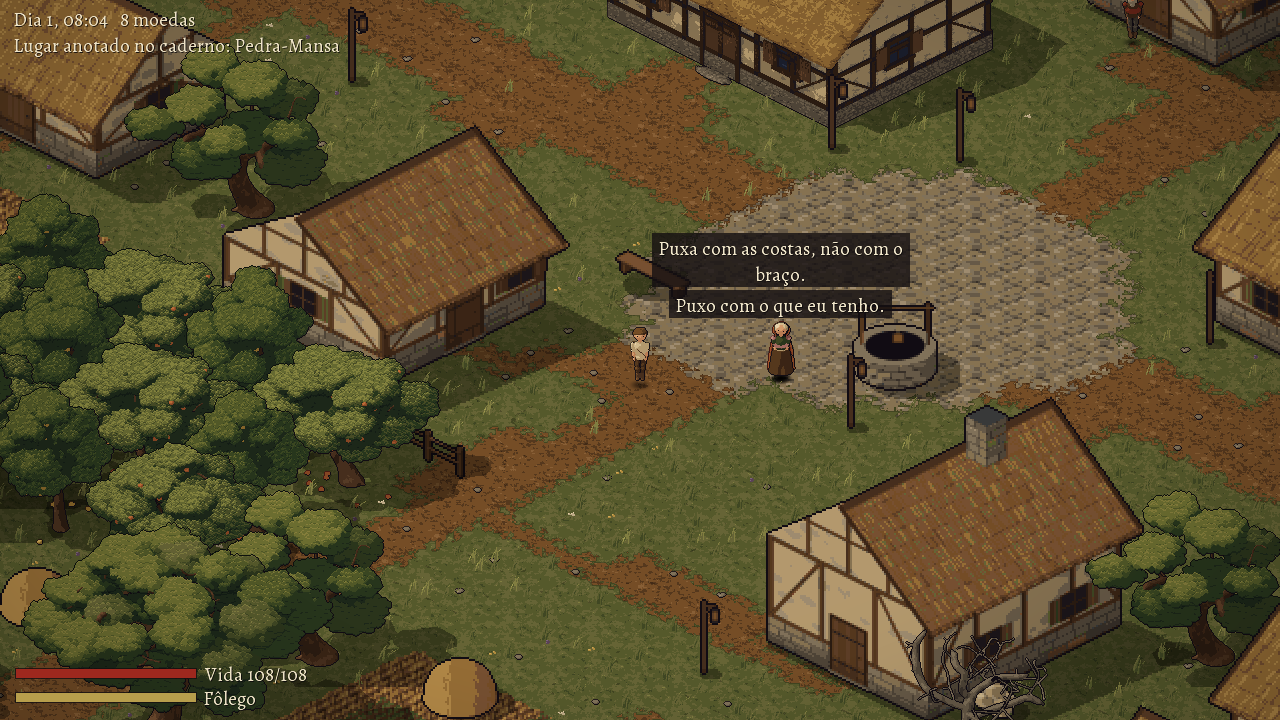 Dia 1, 08:04 8 moedas
Lugar anotado no caderno: Pedra-Mansa
Puxa com as costas, não com o
braço.
Puxo com o que eu tenho.
Vida 108/108
Fôlego